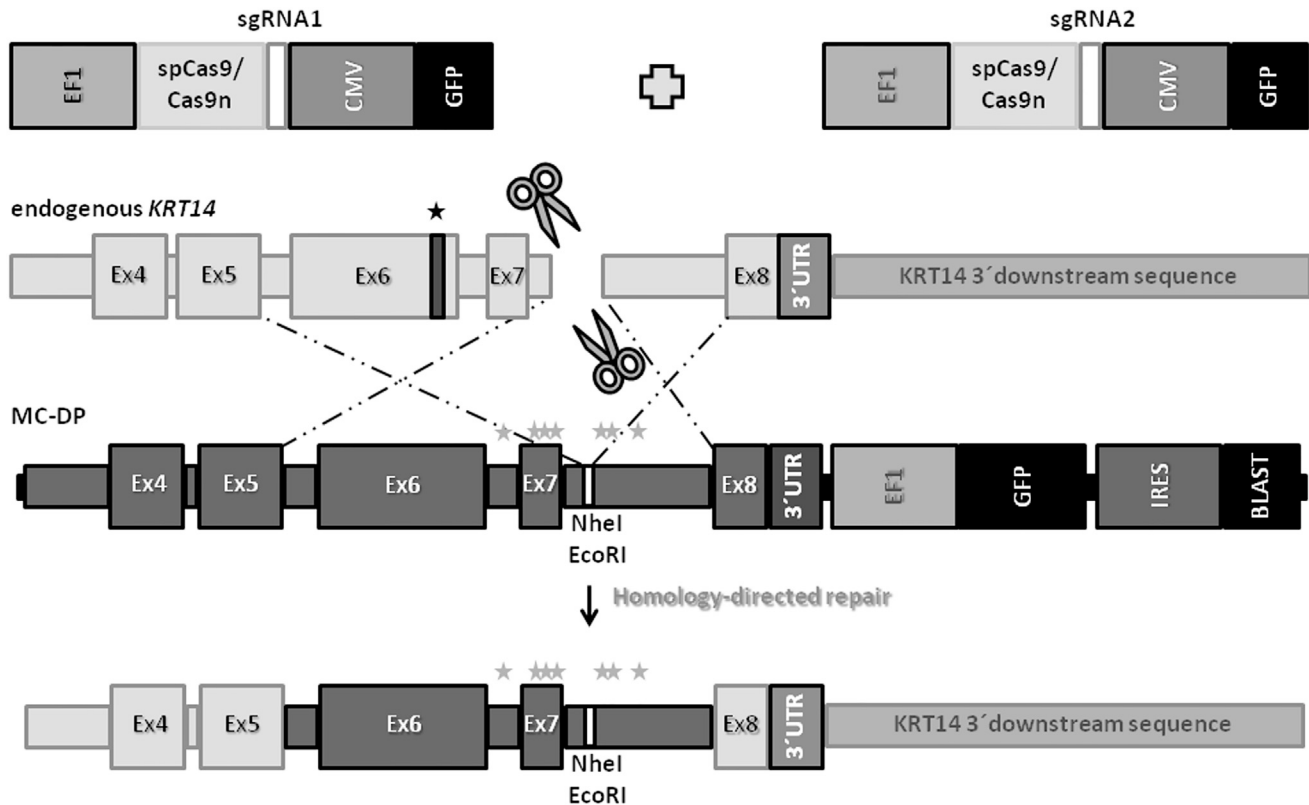 sgRNA1
sgRNA2
EF1
spCas9/
Cas9n
CMV
GFP
EF1
spCas9/
Cas9n
CMV
GFP
endogenous KRT14
Ex4
Ex5
Ex6
Ex7
Ex8
3´UTR
KRT14 3´downstream sequence
MC-DP
Ex4
Ex5
Ex6
Ex7
Ex8
3´UTR
EF1
GFP
IRES
BLAST
NheI
EcoRI
Homology-directed repair
Ex4
Ex5
Ex6
Ex7
Ex8
3´UTR
KRT14 3´downstream sequence
NheI
EcoRI